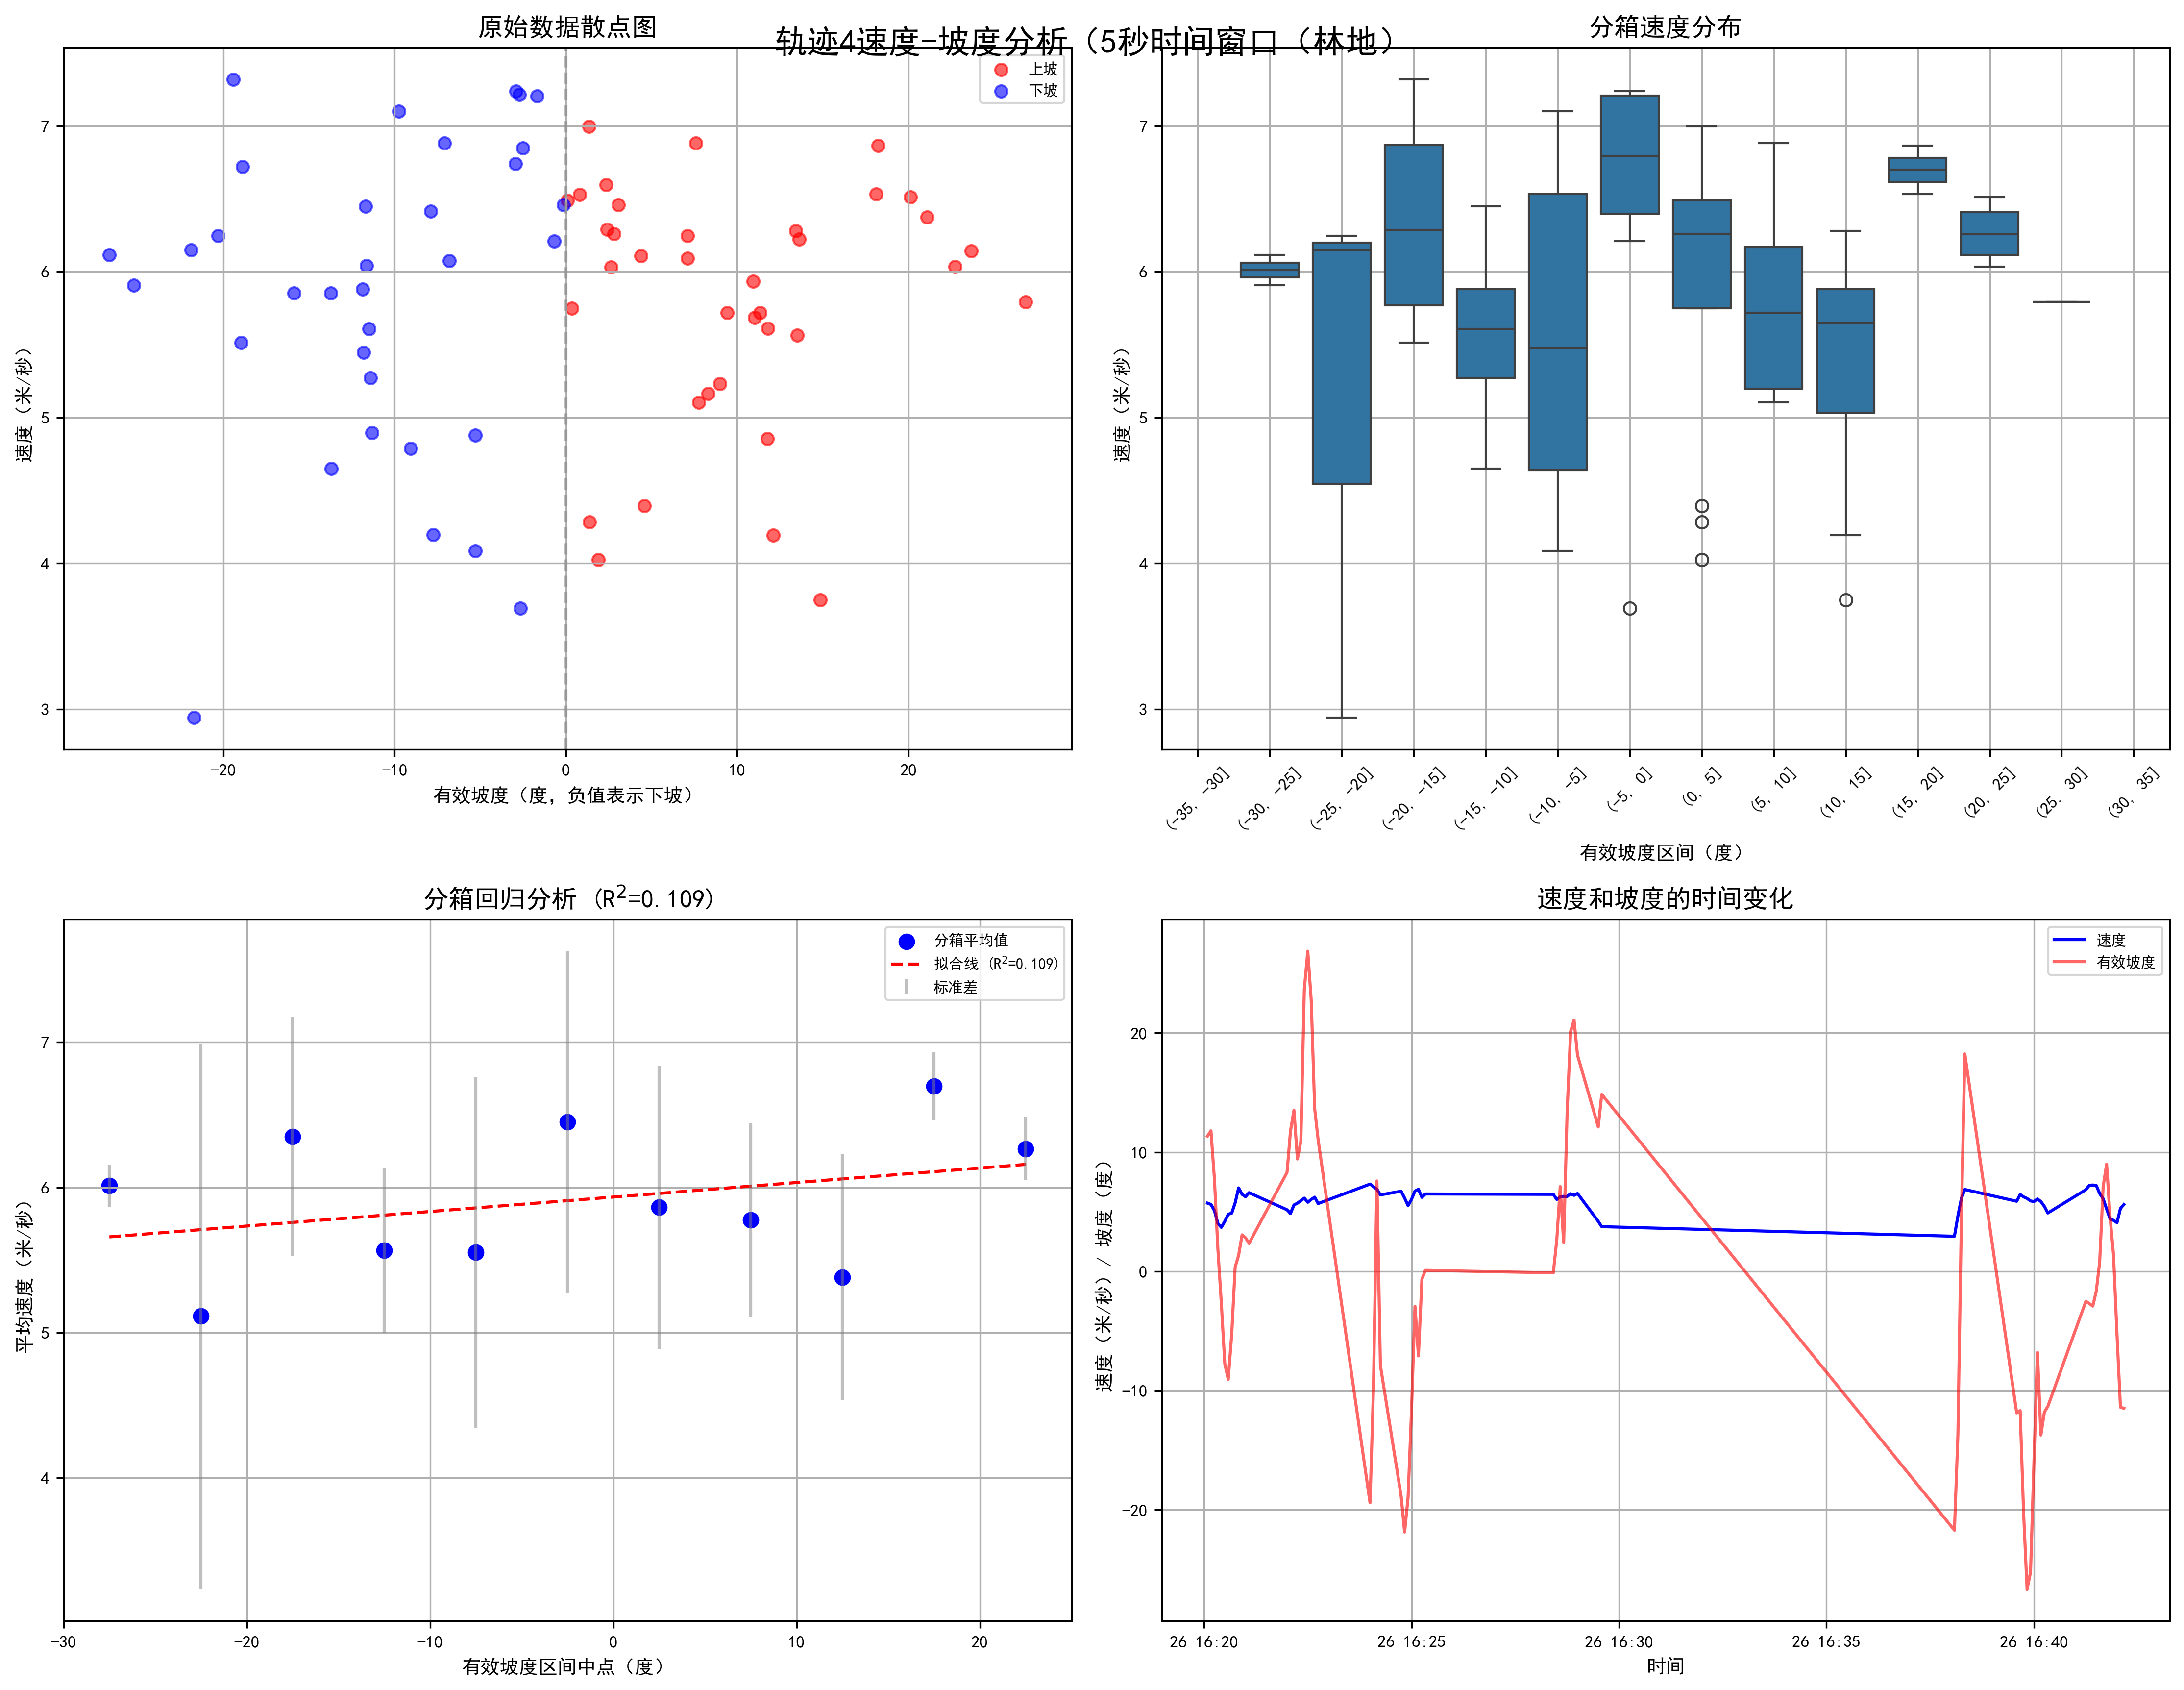 轨迹4速度-坡度分析（5秒时间窗口（林地）
原始数据散点图
上坡
下坡
7
6
5
4
3
速度（米/秒）
−20
−10
0
10
20
有效坡度（度，负值表示下坡）
分箱速度分布
7
6
5
4
3
速度（米/秒）
(−35, −30]
(−30, −25]
(−25, −20]
(−20, −15]
(−15, −10]
(−10, −5]
(−5, 0]
(0, 5]
(5, 10]
(10, 15]
(15, 20]
(20, 25]
(25, 30]
(30, 35]
有效坡度区间（度）
分箱回归分析 (R²=0.109)
分箱平均值
拟合线 (R²=0.109)
标准差
7
6
5
4
平均速度（米/秒）
−30
−20
−10
0
10
20
有效坡度区间中点（度）
速度和坡度的时间变化
速度
有效坡度
20
10
0
−10
−20
速度（米/秒）/ 坡度（度）
26 16:20
26 16:25
26 16:30
26 16:35
26 16:40
时间